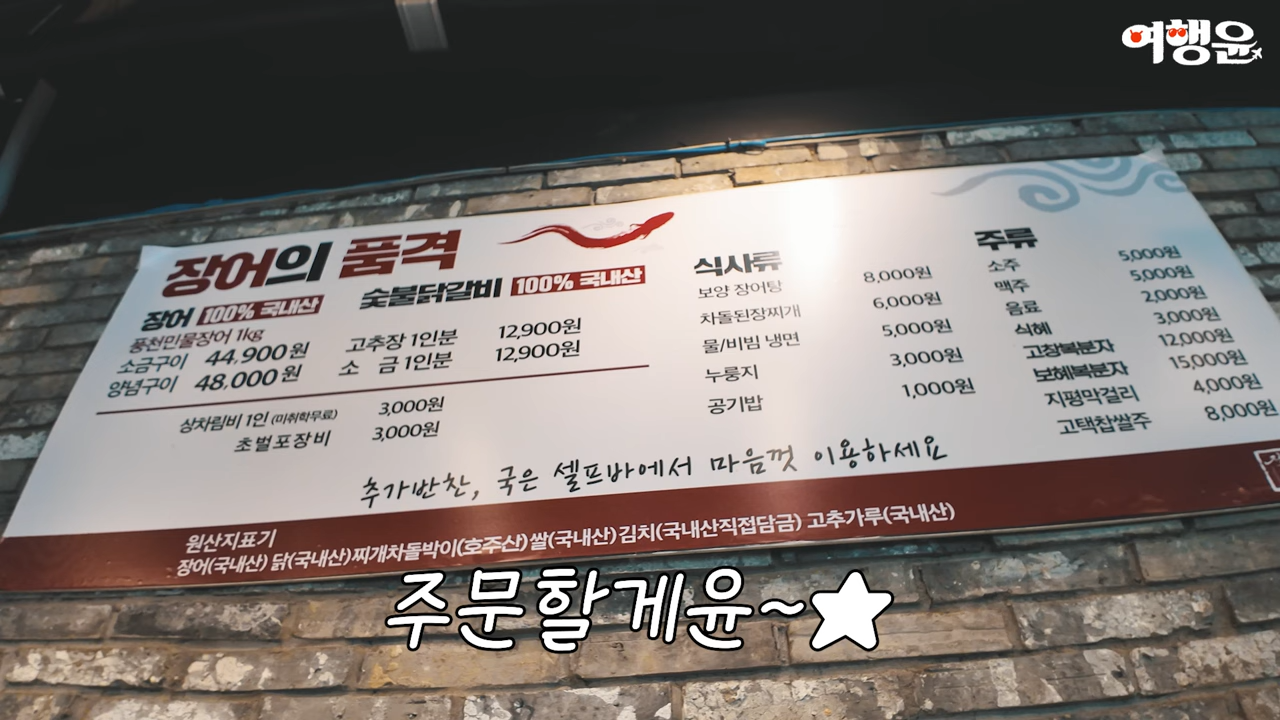 여행윤
장어의 품격
장어 100% 국내산
풍천민물장어 1kg
소금구이 44,900원
양념구이 48,000원
숯불닭갈비 100% 국내산
고추장 1인분 12,900원
소 금 1인분 12,900원
상차림비 1인 (미취학무료) 3,000원
초벌포장비 3,000원
식사류
보양 장어탕 8,000원
차돌된장찌개 6,000원
물/비빔 냉면 5,000원
누룽지 3,000원
공기밥 1,000원
주류
소주 5,000원
맥주 5,000원
음료 2,000원
식혜 3,000원
고창복분자 12,000원
보혜복분자 15,000원
지평막걸리 4,000원
고택찹쌀주 8,000원
추가반찬, 국은 셀프바에서 마음껏 이용하세요
원산지표기
장어(국내산) 닭(국내산)찌개차돌박이(호주산)쌀(국내산)김치(국내산직접담금) 고추가루(국내산)
주문할게윤~★